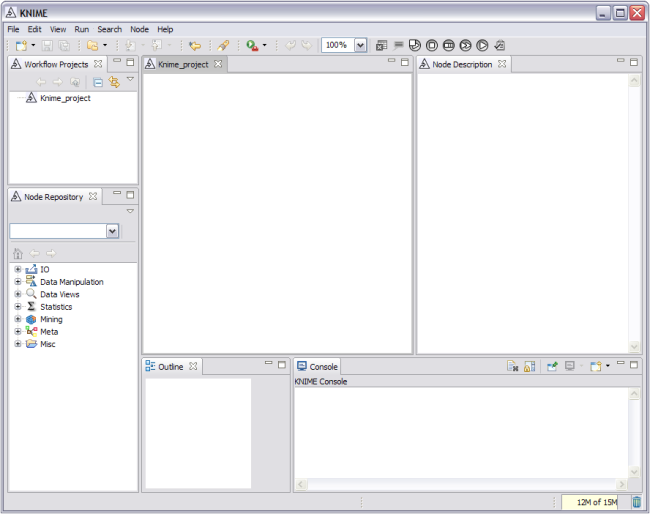 KNIME
File Edit View Run Search Node Help
100%
Workflow Projects
Knime_project
Knime_project
Node Description
Node Repository
IO
Data Manipulation
Data Views
Statistics
Mining
Meta
Misc
Outline
Console
KNIME Console
12M of 15M